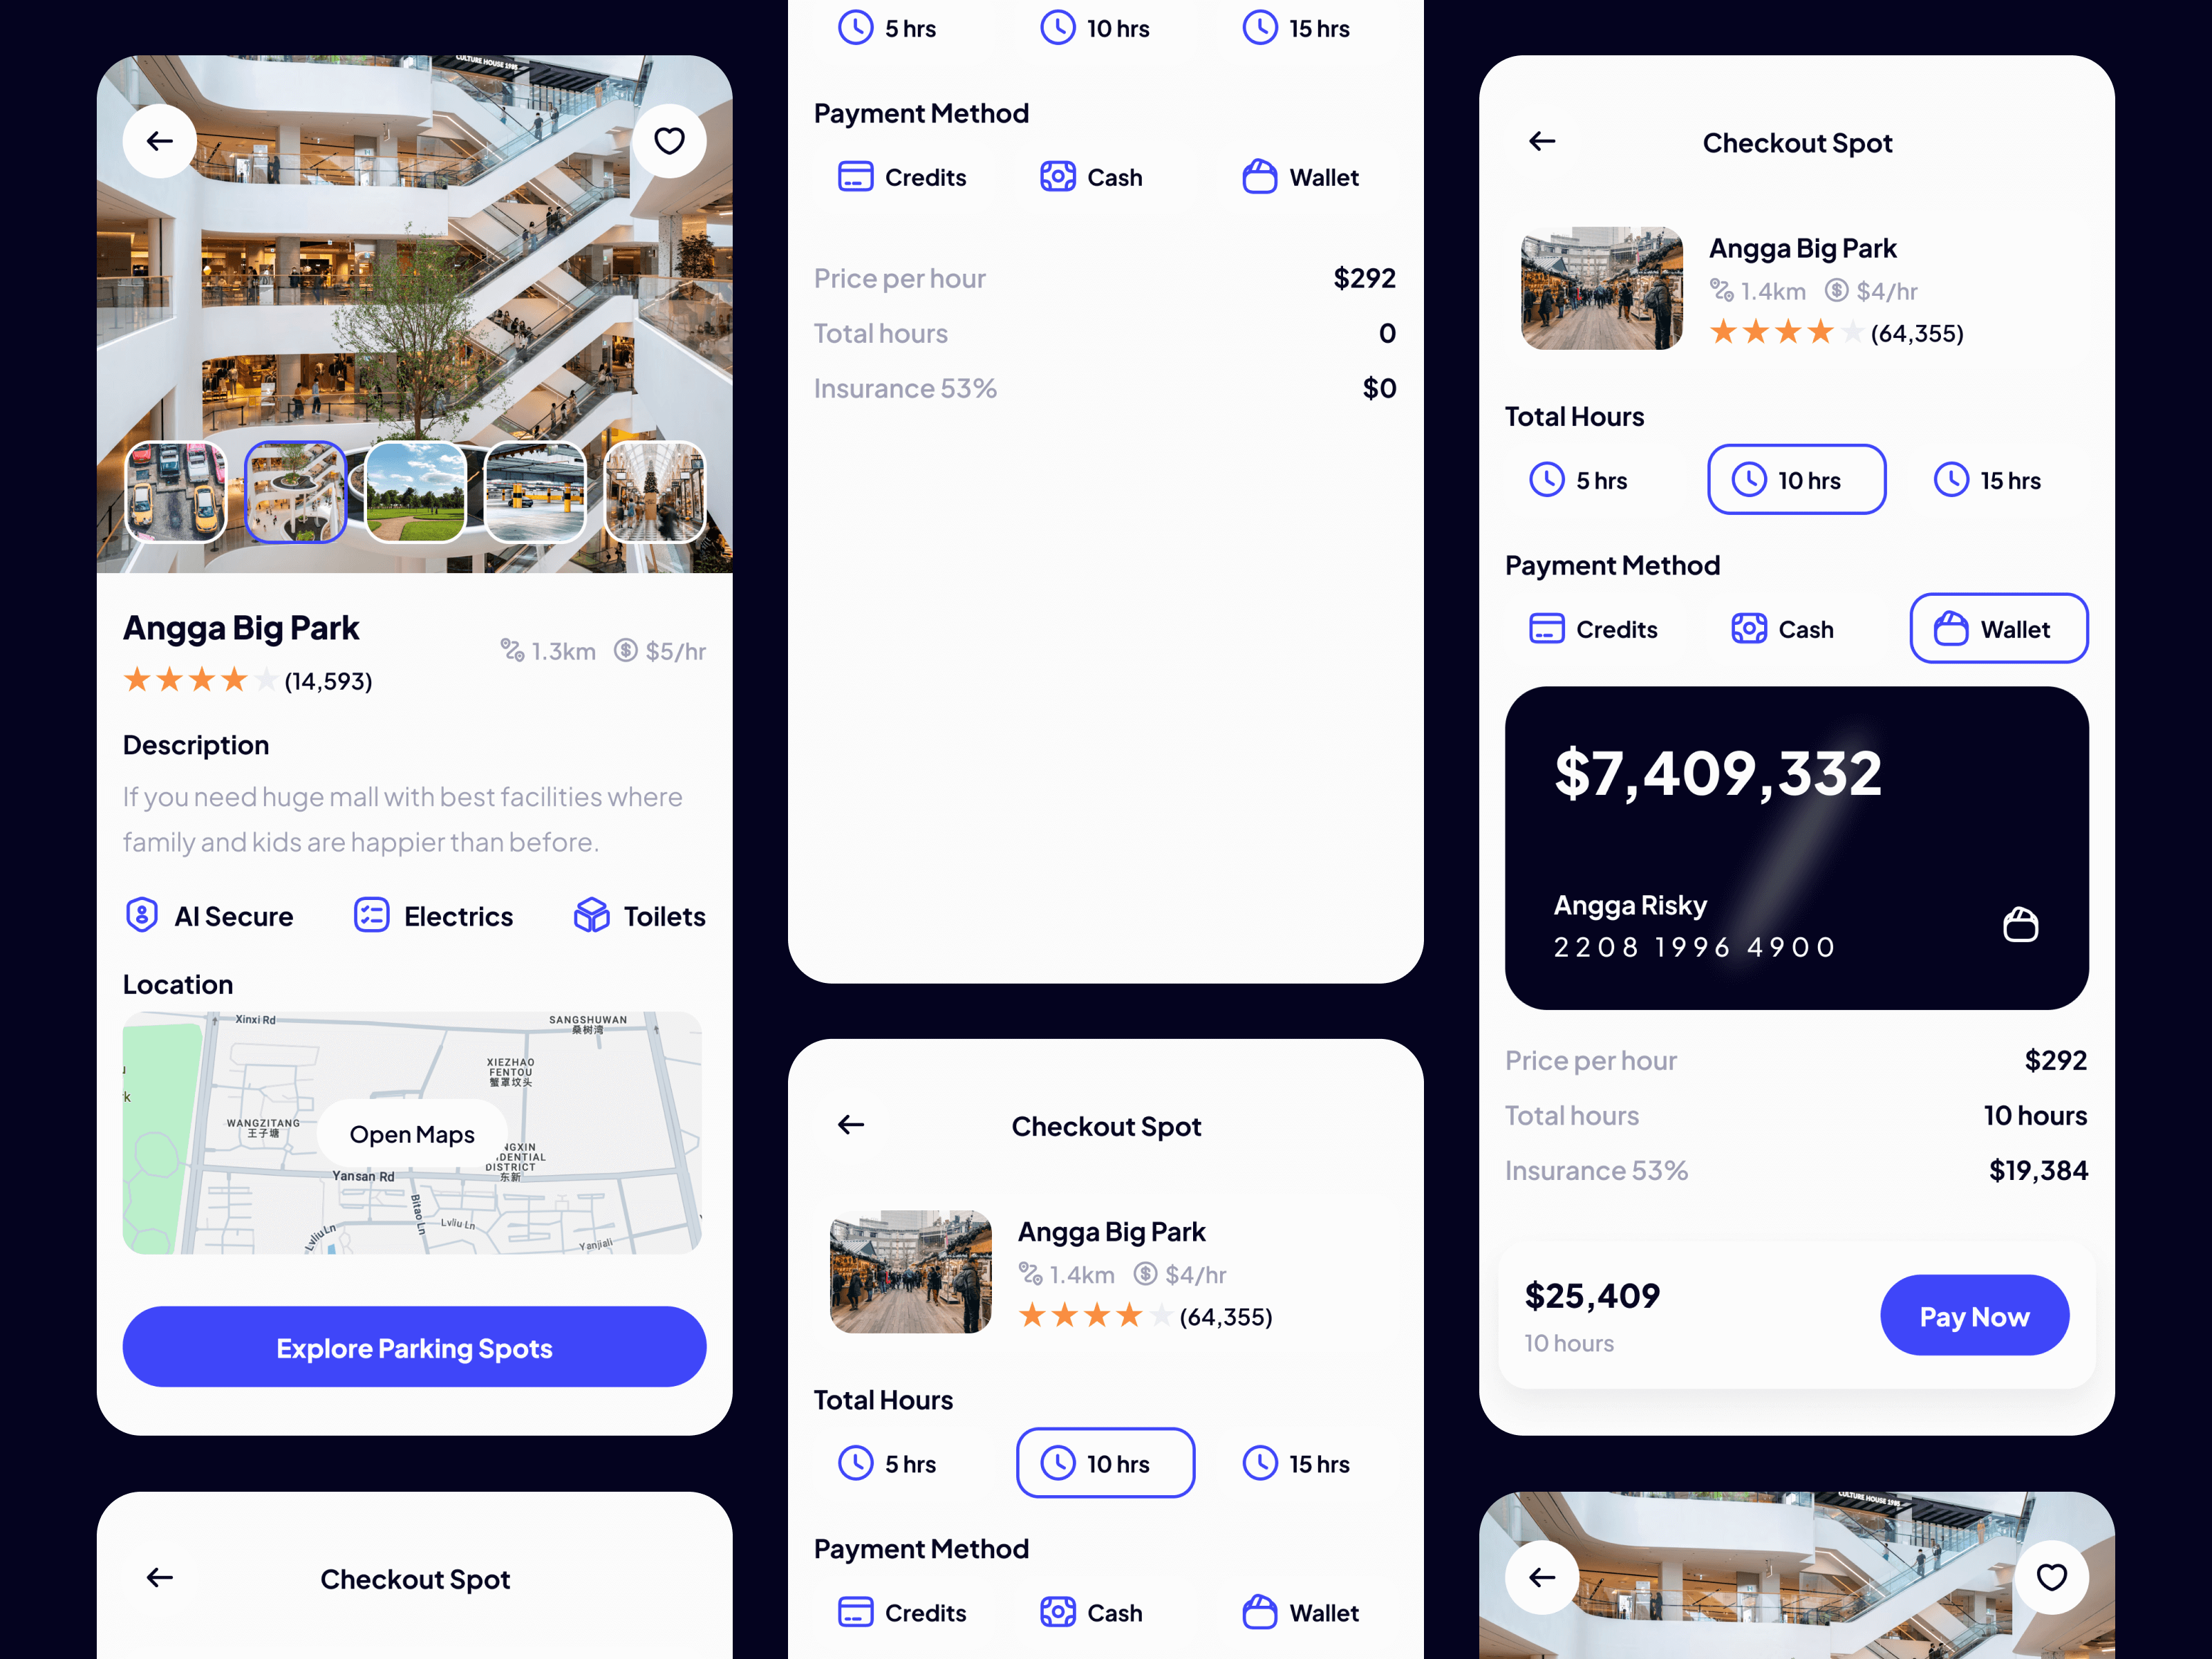 CULTURE HOUSE 1985
Angga Big Park
1.3km $5/hr
(14,593)
Description
If you need huge mall with best facilities where
family and kids are happier than before.
AI Secure
Electrics
Toilets
Location
Xinxi Rd
SANGSHUWAN
桑树湾
XIEZHAO
FENTOU
蟹罩坟头
WANGZITANG
王子塘
Open Maps
NGXIN
DENTIAL
DISTRICT
东新
Yansan Rd
Bitao Ln
Lvliu Ln
Lvliu Ln
Yanjiali
Explore Parking Spots
Checkout Spot
5 hrs
10 hrs
15 hrs
Payment Method
Credits
Cash
Wallet
Price per hour $292
Total hours 0
Insurance 53% $0
Checkout Spot
Angga Big Park
1.4km $4/hr
(64,355)
Total Hours
5 hrs
10 hrs
15 hrs
Payment Method
Credits
Cash
Wallet
Checkout Spot
Angga Big Park
1.4km $4/hr
(64,355)
Total Hours
5 hrs
10 hrs
15 hrs
Payment Method
Credits
Cash
Wallet
$7,409,332
Angga Risky
2208 1996 4900
Price per hour $292
Total hours 10 hours
Insurance 53% $19,384
$25,409
10 hours
Pay Now
CULTURE HOUSE 1985